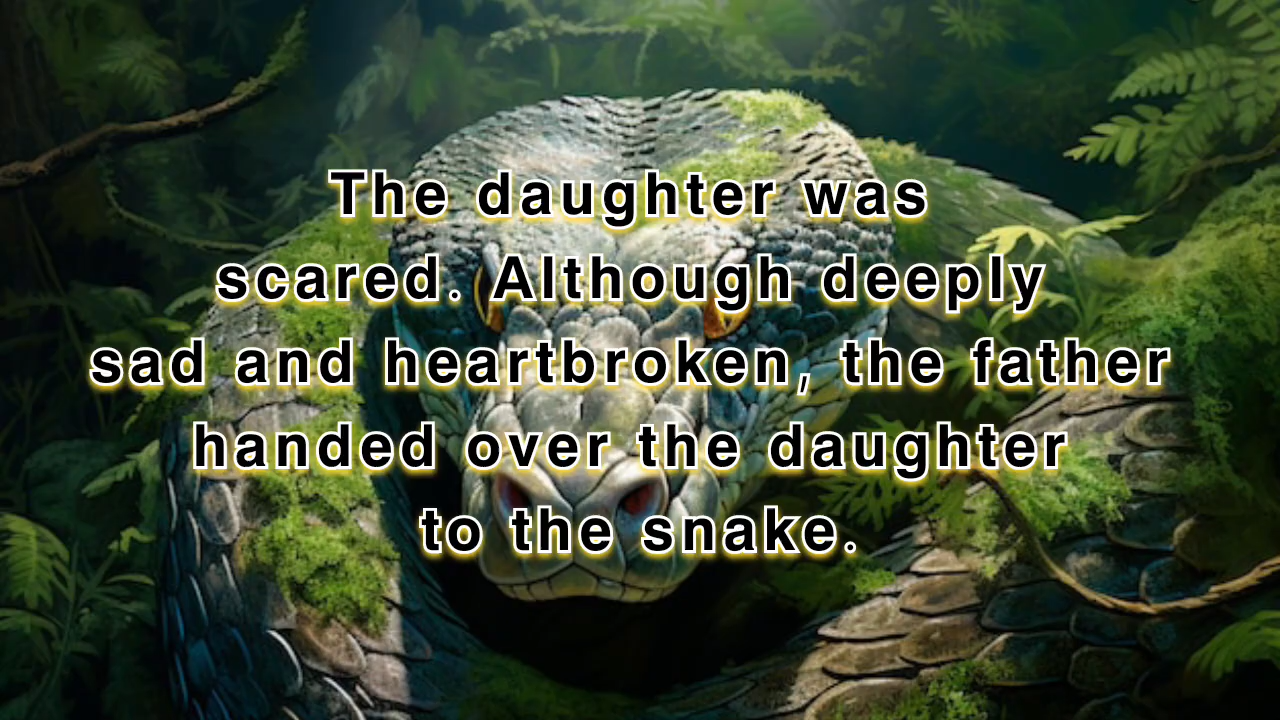 The daughter was
scared. Although deeply
sad and heartbroken, the father
handed over the daughter
to the snake.